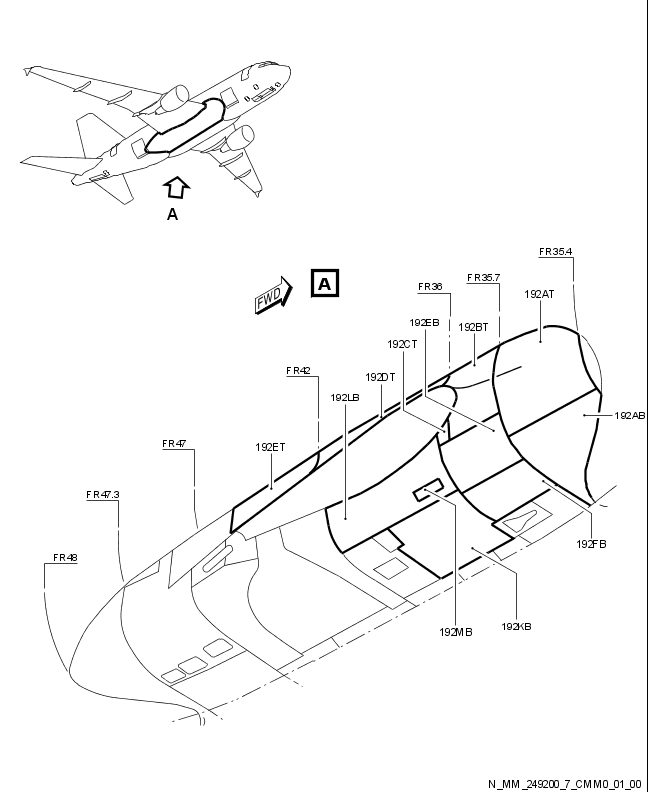 A
FWD
A
FR35.4
FR35.7
FR36
192AT
192EB
192BT
192CT
FR42
192DT
192LB
192AB
FR47
192ET
FR47.3
192FB
FR48
192KB
192MB
N_MM_249200_7_CMM0_01_00